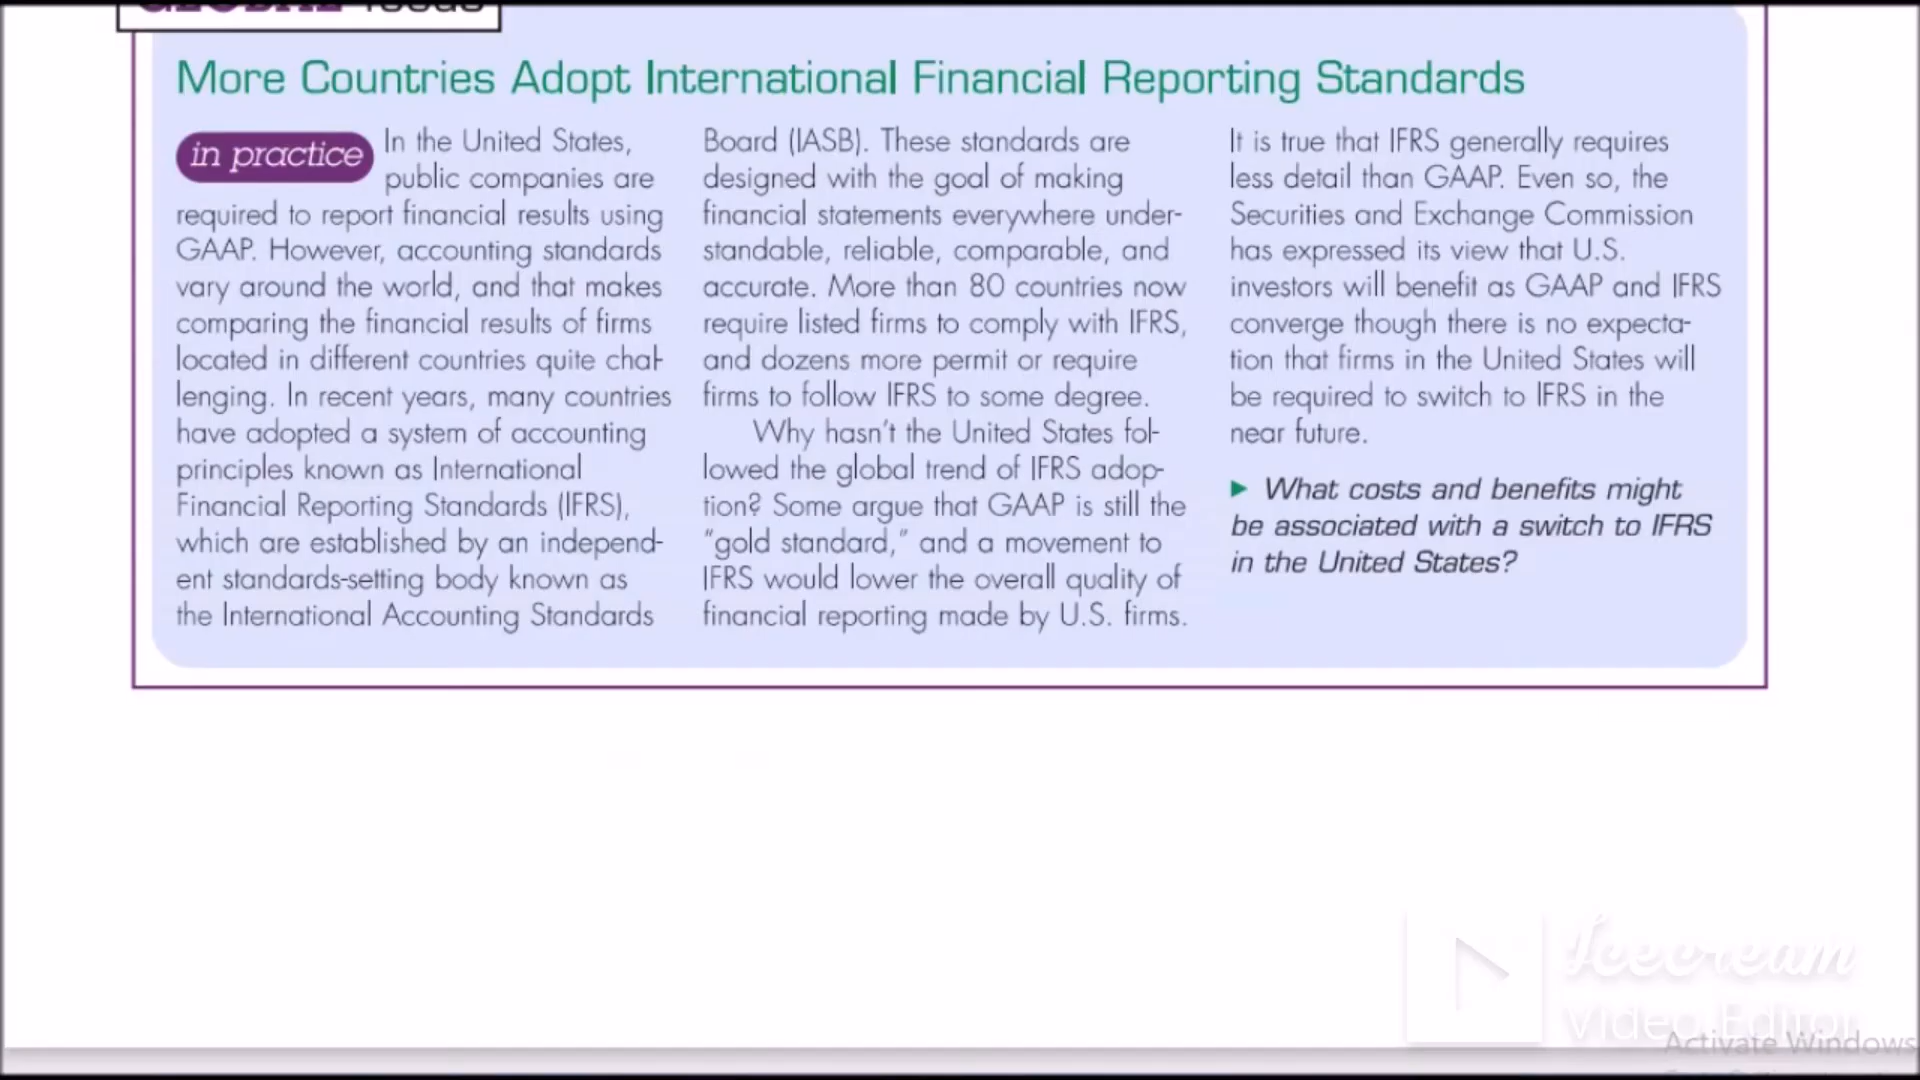 GLOBAL focus
More Countries Adopt International Financial Reporting Standards
in practice
In the United States,
public companies are
required to report financial results using
GAAP. However, accounting standards
vary around the world, and that makes
comparing the financial results of firms
located in different countries quite chal-
lenging. In recent years, many countries
have adopted a system of accounting
principles known as International
Financial Reporting Standards (IFRS),
which are established by an independ-
ent standards-setting body known as
the International Accounting Standards
Board (IASB). These standards are
designed with the goal of making
financial statements everywhere under-
standable, reliable, comparable, and
accurate. More than 80 countries now
require listed firms to comply with IFRS,
and dozens more permit or require
firms to follow IFRS to some degree.
Why hasn't the United States fol-
lowed the global trend of IFRS adop-
tion? Some argue that GAAP is still the
"gold standard," and a movement to
IFRS would lower the overall quality of
financial reporting made by U.S. firms.
It is true that IFRS generally requires
less detail than GAAP. Even so, the
Securities and Exchange Commission
has expressed its view that U.S.
investors will benefit as GAAP and IFRS
converge though there is no expecta-
tion that firms in the United States will
be required to switch to IFRS in the
near future.
► What costs and benefits might
be associated with a switch to IFRS
in the United States?
Icecream
Video Editor
Activate Windows